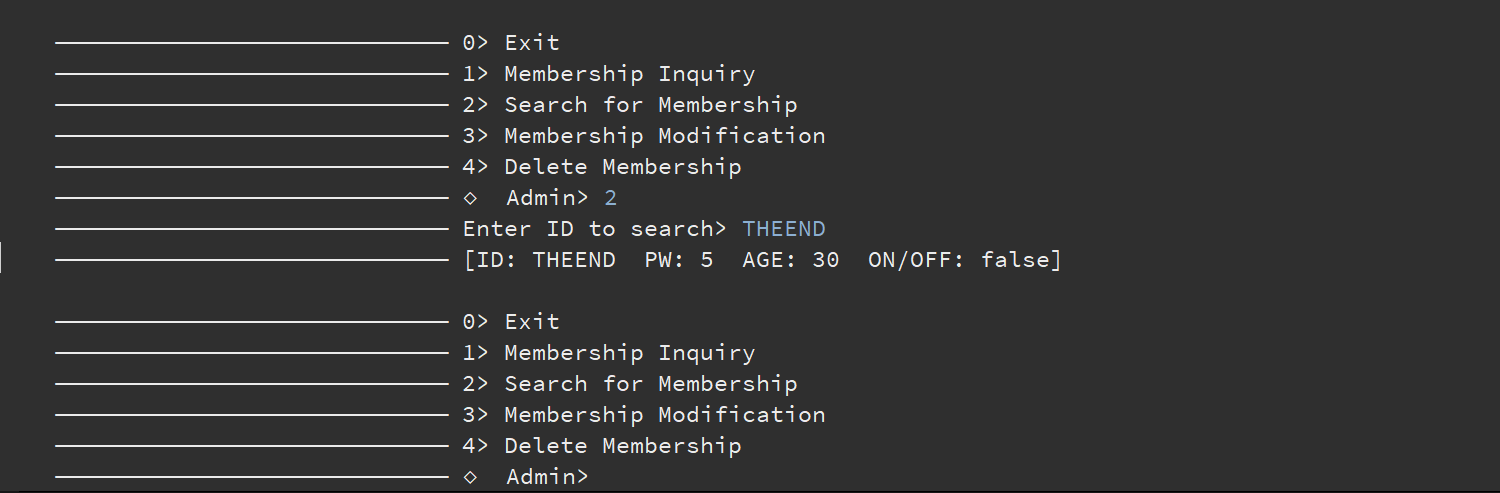 ──────────────────────────── 0> Exit
──────────────────────────── 1> Membership Inquiry
──────────────────────────── 2> Search for Membership
──────────────────────────── 3> Membership Modification
──────────────────────────── 4> Delete Membership
──────────────────────────── ◇  Admin> 2
──────────────────────────── Enter ID to search> THEEND
──────────────────────────── [ID: THEEND  PW: 5  AGE: 30  ON/OFF: false]
──────────────────────────── 0> Exit
──────────────────────────── 1> Membership Inquiry
──────────────────────────── 2> Search for Membership
──────────────────────────── 3> Membership Modification
──────────────────────────── 4> Delete Membership
──────────────────────────── ◇  Admin>